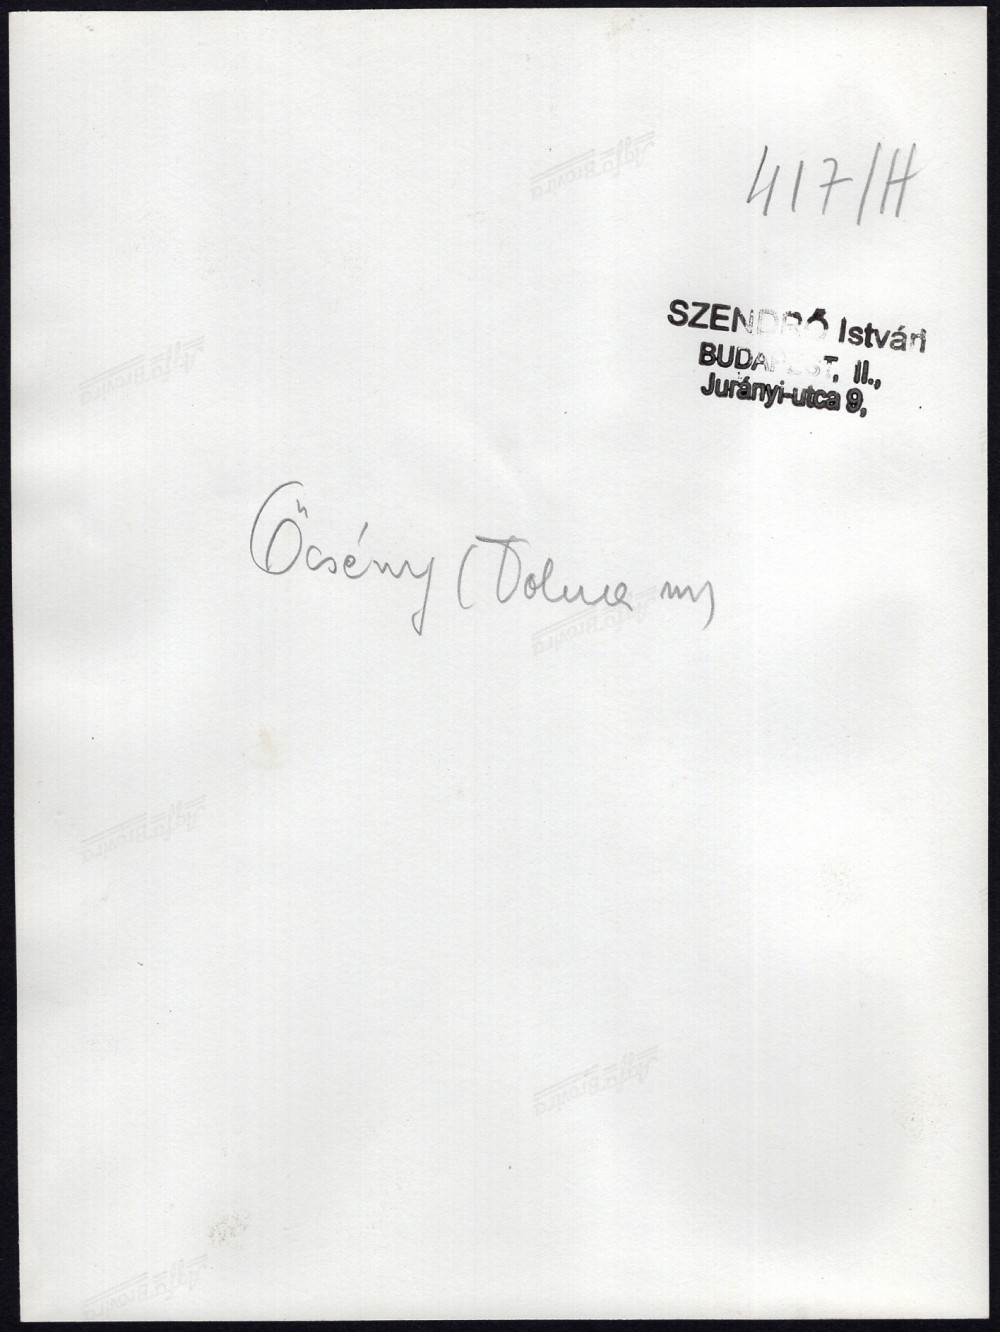 417/H
SZENDRŐ István
BUDAPEST, II.,
Jurányi-utca 9,
Őcsény (Tolna m)